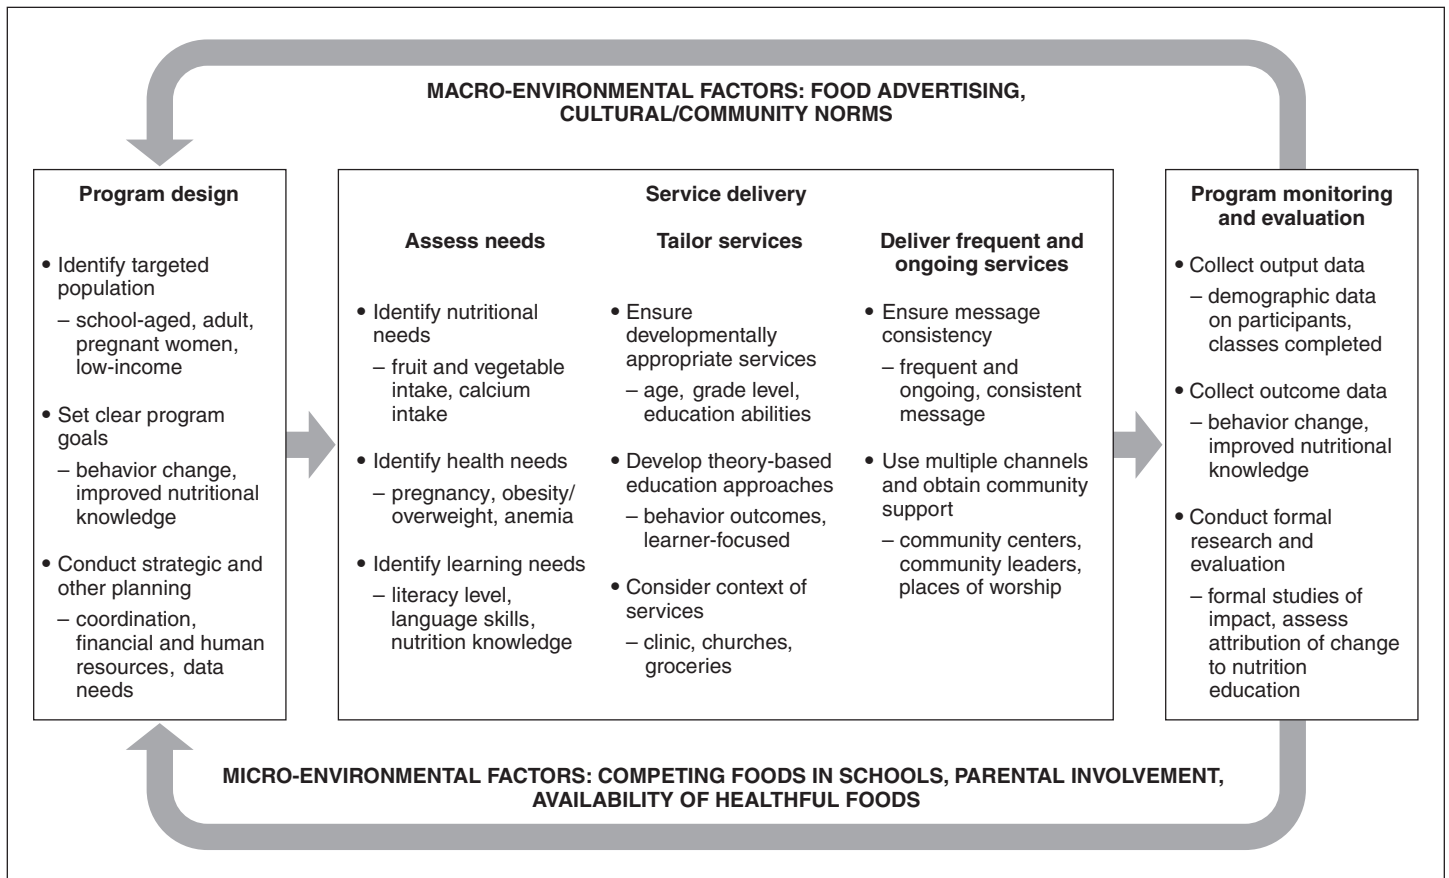 MACRO-ENVIRONMENTAL FACTORS: FOOD ADVERTISING,
CULTURAL/COMMUNITY NORMS
Program design
• Identify targeted
population
– school-aged, adult,
pregnant women,
low-income
• Set clear program
goals
– behavior change,
improved nutritional
knowledge
• Conduct strategic and
other planning
– coordination,
financial and human
resources, data
needs
Service delivery
Assess needs
• Identify nutritional
needs
– fruit and vegetable
intake, calcium
intake
• Identify health needs
– pregnancy, obesity/
overweight, anemia
• Identify learning needs
– literacy level,
language skills,
nutrition knowledge
Tailor services
• Ensure
developmentally
appropriate services
– age, grade level,
education abilities
• Develop theory-based
education approaches
– behavior outcomes,
learner-focused
• Consider context of
services
– clinic, churches,
groceries
Deliver frequent and
ongoing services
• Ensure message
consistency
– frequent and
ongoing, consistent
message
• Use multiple channels
and obtain community
support
– community centers,
community leaders,
places of worship
Program monitoring
and evaluation
• Collect output data
– demographic data
on participants,
classes completed
• Collect outcome data
– behavior change,
improved nutritional
knowledge
• Conduct formal
research and
evaluation
– formal studies of
impact, assess
attribution of change
to nutrition
education
MICRO-ENVIRONMENTAL FACTORS: COMPETING FOODS IN SCHOOLS, PARENTAL INVOLVEMENT,
AVAILABILITY OF HEALTHFUL FOODS